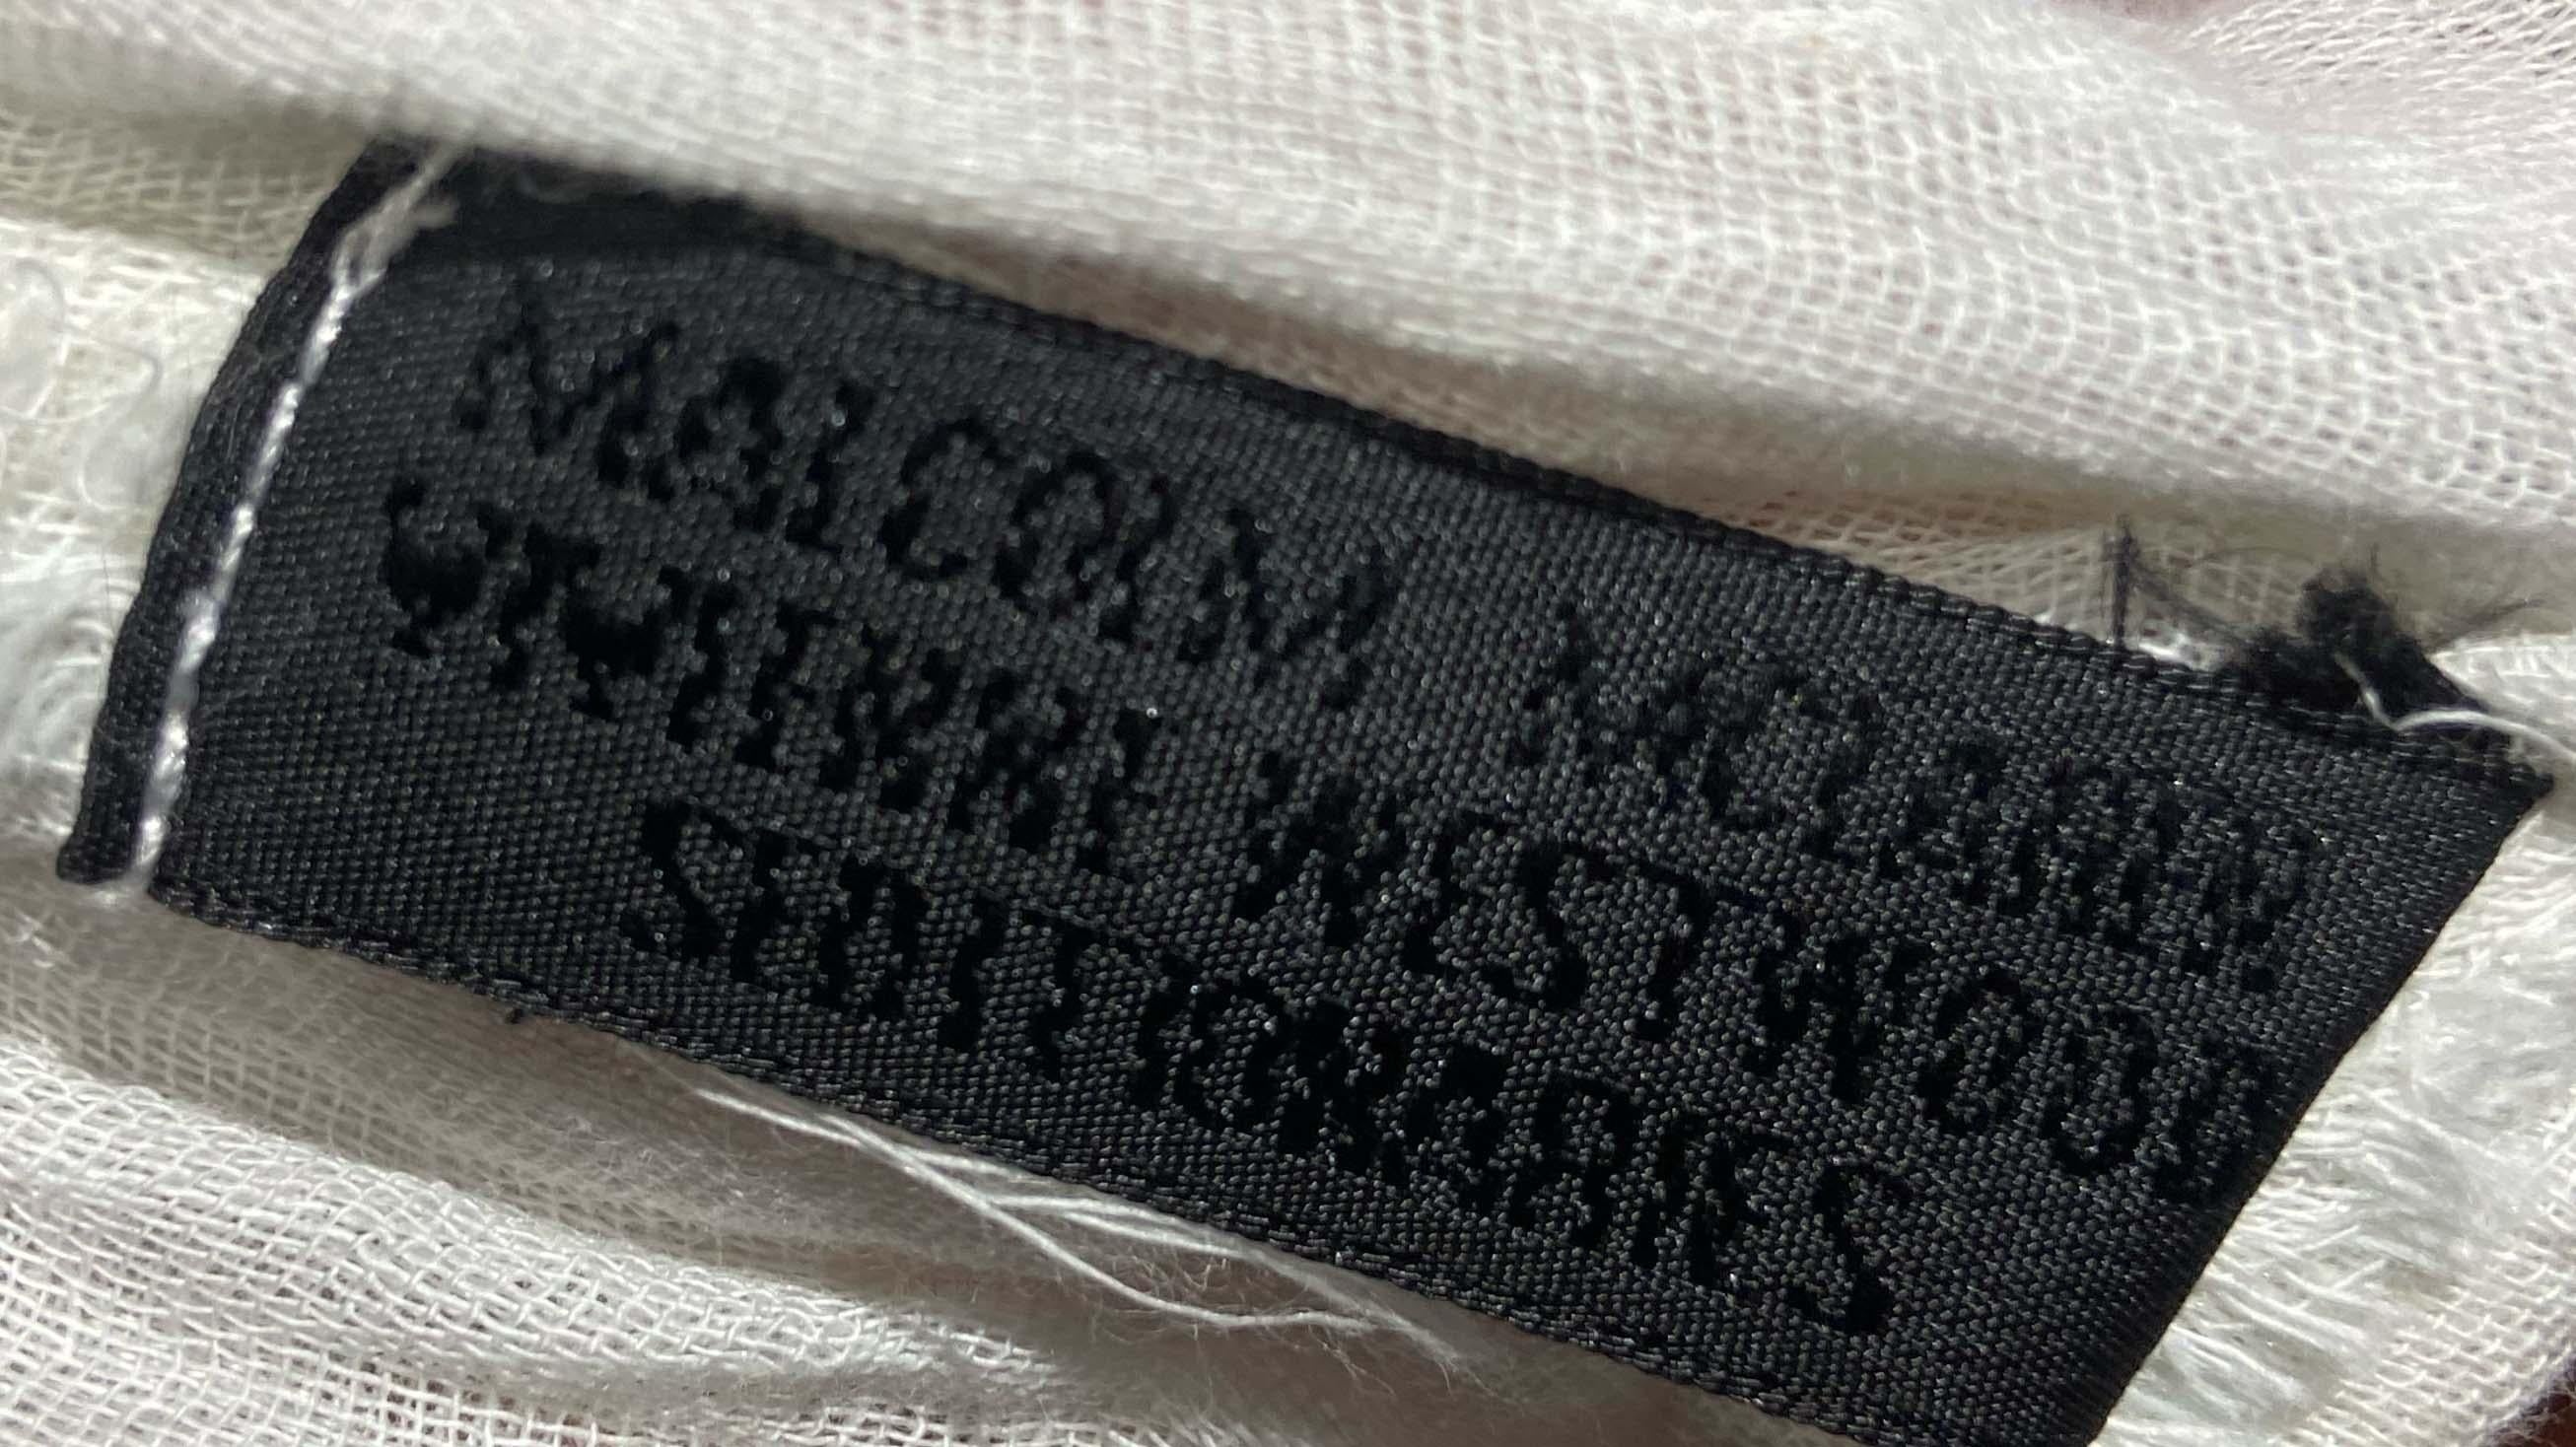 MALCOLM MCLAREN
VIVIENNE WESTWOOD
SEDITIONARIES